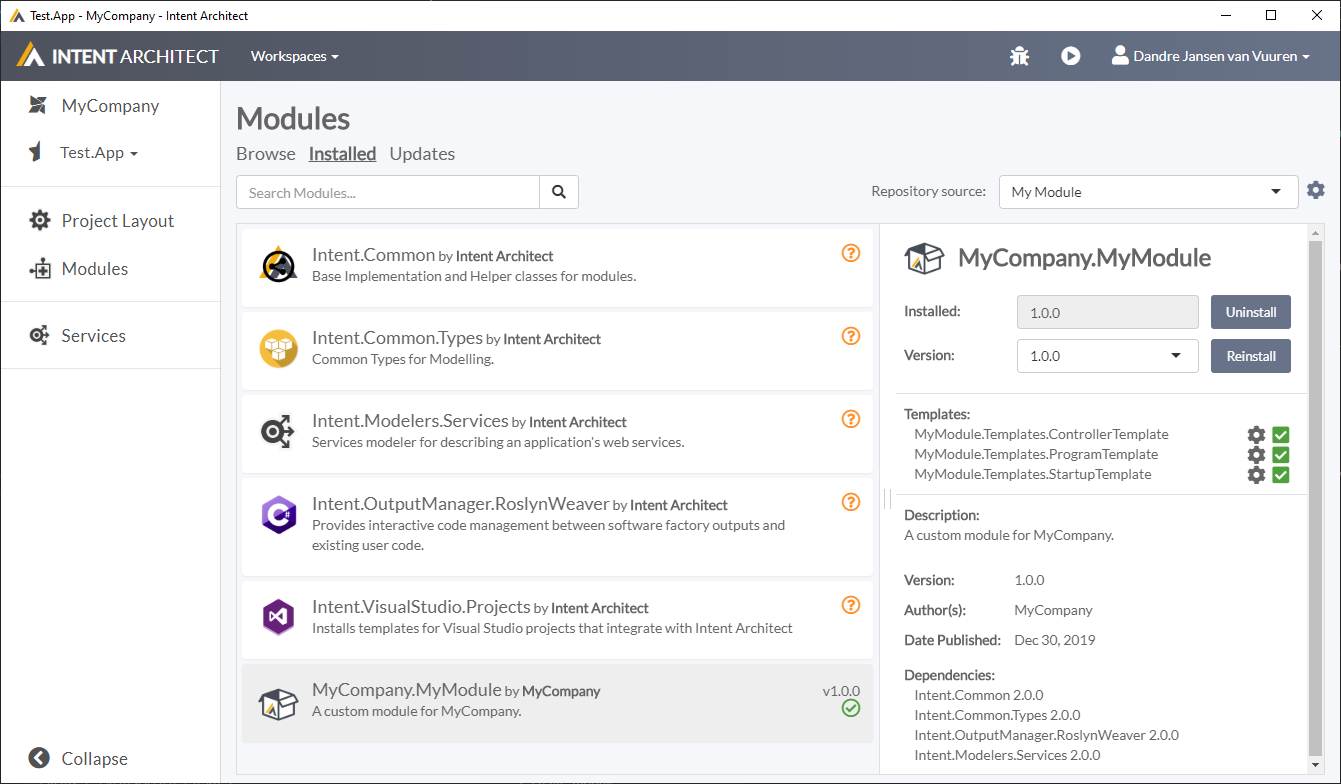 Test.App - MyCompany - Intent Architect
INTENT ARCHITECT
Workspaces
Dandre Jansen van Vuuren
MyCompany
Test.App
Project Layout
Modules
Services
Collapse
Modules
Browse Installed Updates
Search Modules...
Repository source: My Module
Intent.Common by Intent Architect
Base Implementation and Helper classes for modules.
Intent.Common.Types by Intent Architect
Common Types for Modelling.
Intent.Modelers.Services by Intent Architect
Services modeler for describing an application's web services.
C#
Intent.OutputManager.RoslynWeaver by Intent Architect
Provides interactive code management between software factory outputs and
existing user code.
Intent.VisualStudio.Projects by Intent Architect
Installs templates for Visual Studio projects that integrate with Intent Architect
MyCompany.MyModule by MyCompany v1.0.0
A custom module for MyCompany.
MyCompany.MyModule
Installed: 1.0.0 Uninstall
Version: 1.0.0 Reinstall
Templates:
MyModule.Templates.ControllerTemplate
MyModule.Templates.ProgramTemplate
MyModule.Templates.StartupTemplate
Description:
A custom module for MyCompany.
Version: 1.0.0
Author(s): MyCompany
Date Published: Dec 30, 2019
Dependencies:
Intent.Common 2.0.0
Intent.Common.Types 2.0.0
Intent.OutputManager.RoslynWeaver 2.0.0
Intent.Modelers.Services 2.0.0